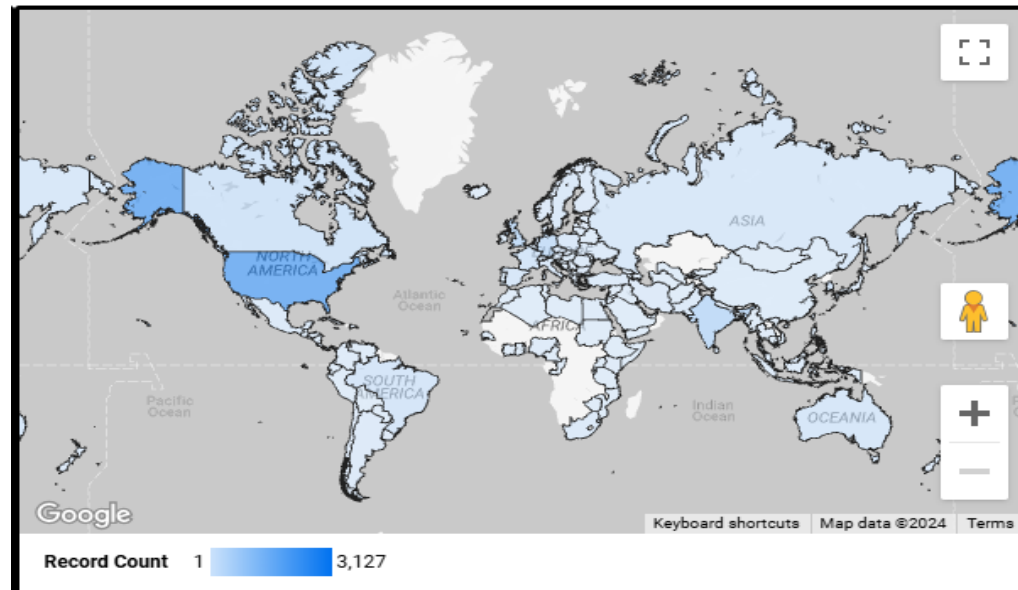 ASIA
NORTH
AMERICA
Atlantic
Ocean
AFRICA
SOUTH
AMERICA
Pacific
Ocean
Indian
Ocean
OCEANIA
Google
Keyboard shortcuts
Map data ©2024
Terms
Record Count 1 3,127